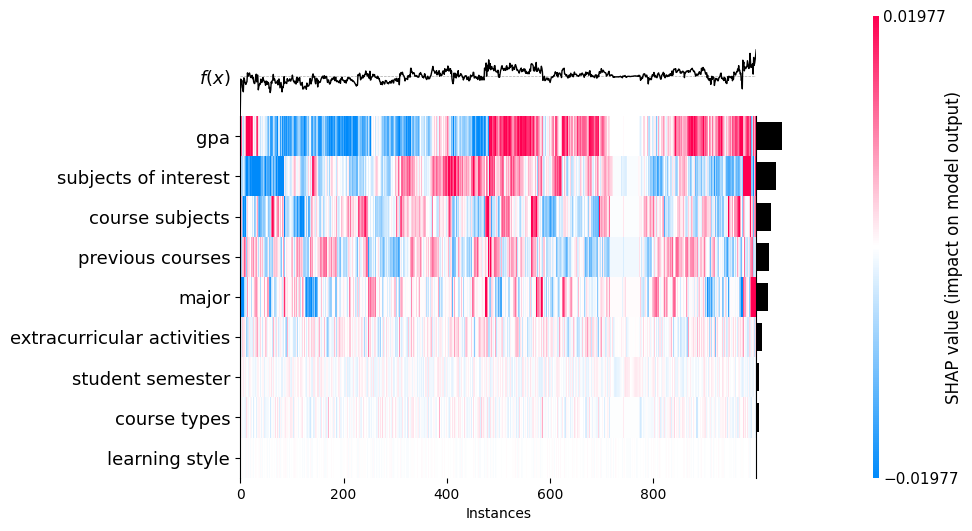 0.01977
f(x)
gpa
subjects of interest
course subjects
previous courses
major
extracurricular activities
student semester
course types
learning style
0 200 400 600 800
Instances
−0.01977
SHAP value (impact on model output)